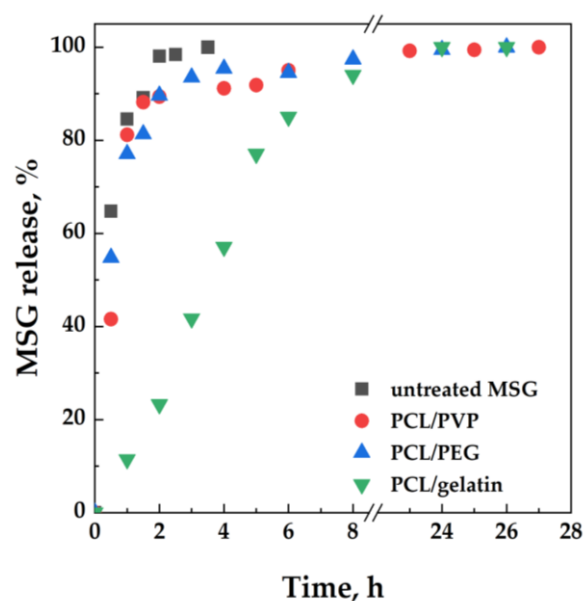 MSG release, %
100
80
60
40
20
0
untreated MSG
PCL/PVP
PCL/PEG
PCL/gelatin
0 2 4 6 8 24 26 28
Time, h